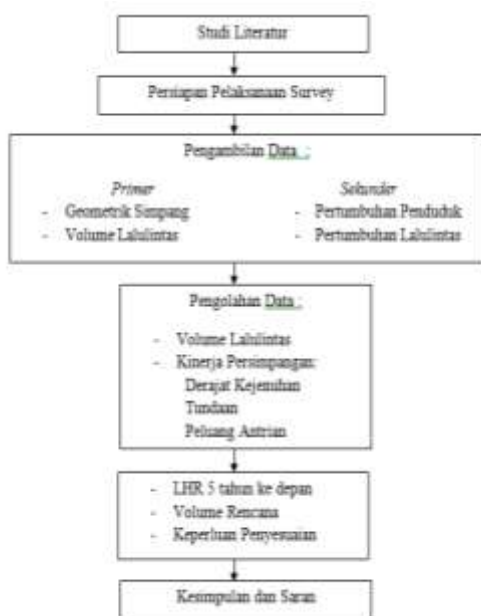 Studi Literatur
Persiapan Pelaksanaan Survey
Pengambilan Data :
Primer
- Geometrik Simpang
- Volume Lalulintas
Sekunder
- Pertumbuhan Penduduk
- Pertumbuhan Lalulintas
Pengolahan Data :
- Volume Lalulintas
- Kinerja Persimpangan:
Derajat Kejenuhan
Tundaan
Peluang Antrian
- LHR 5 tahun ke depan
- Volume Rencana
- Keperluan Penyesuaian
Kesimpulan dan Saran